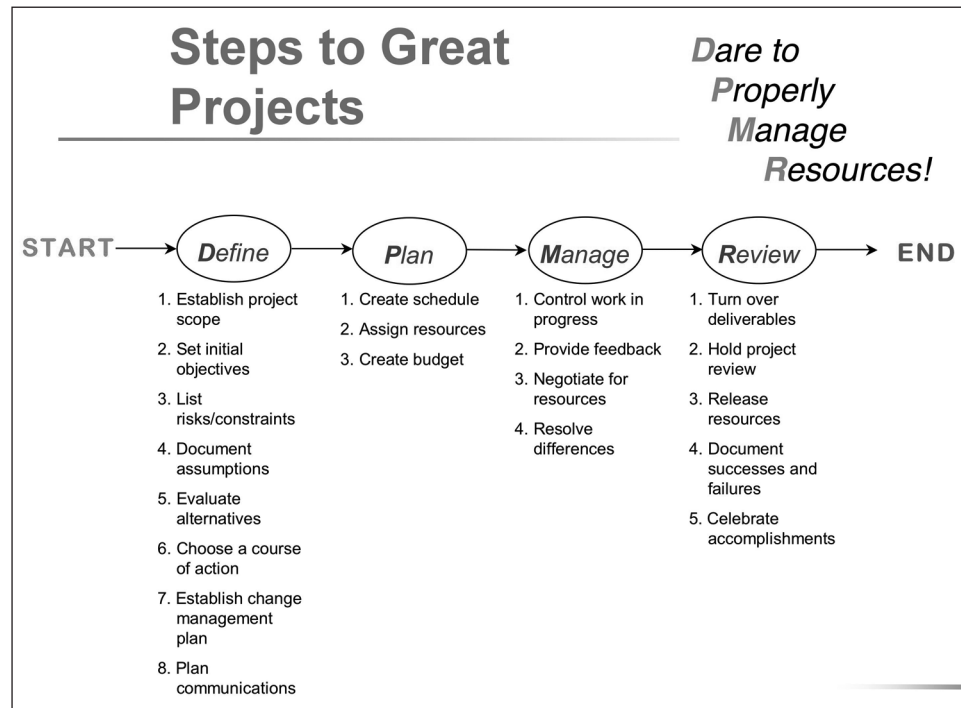 Steps to Great
Projects
Dare to
Properly
Manage
Resources!
START
Define
Plan
Manage
Review
END
1. Establish project
scope
2. Set initial
objectives
3. List
risks/constraints
4. Document
assumptions
5. Evaluate
alternatives
6. Choose a course
of action
7. Establish change
management
plan
8. Plan
communications
1. Create schedule
2. Assign resources
3. Create budget
1. Control work in
progress
2. Provide feedback
3. Negotiate for
resources
4. Resolve
differences
1. Turn over
deliverables
2. Hold project
review
3. Release
resources
4. Document
successes and
failures
5. Celebrate
accomplishments